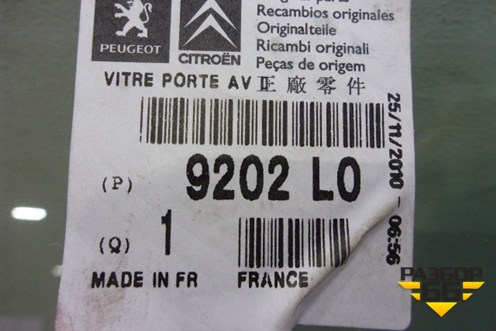 PEUGEOT
CITROËN
Recambios originales
Originalteile
Ricambi originali
Peças de origem
VITRE PORTE AV 正廠零件
(P) 9202 L0
(Q) 1
MADE IN FR FRANCE
25/11/2010 - 06:56
РАЗБОР
66